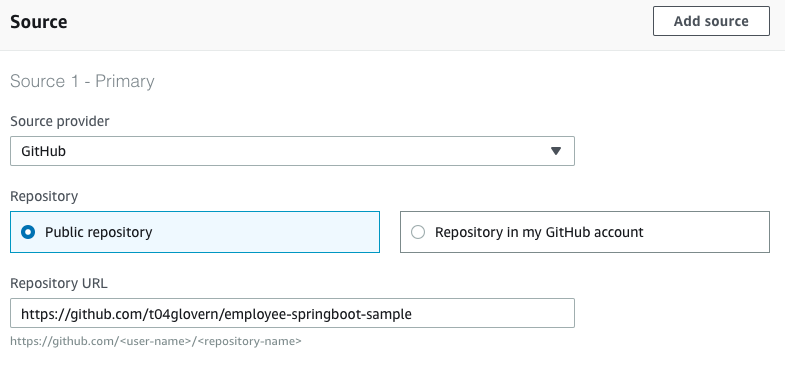 Source
Add source
Source 1 - Primary
Source provider
GitHub
Repository
Public repository
Repository in my GitHub account
Repository URL
https://github.com/t04glovern/employee-springboot-sample
https://github.com/<user-name>/<repository-name>